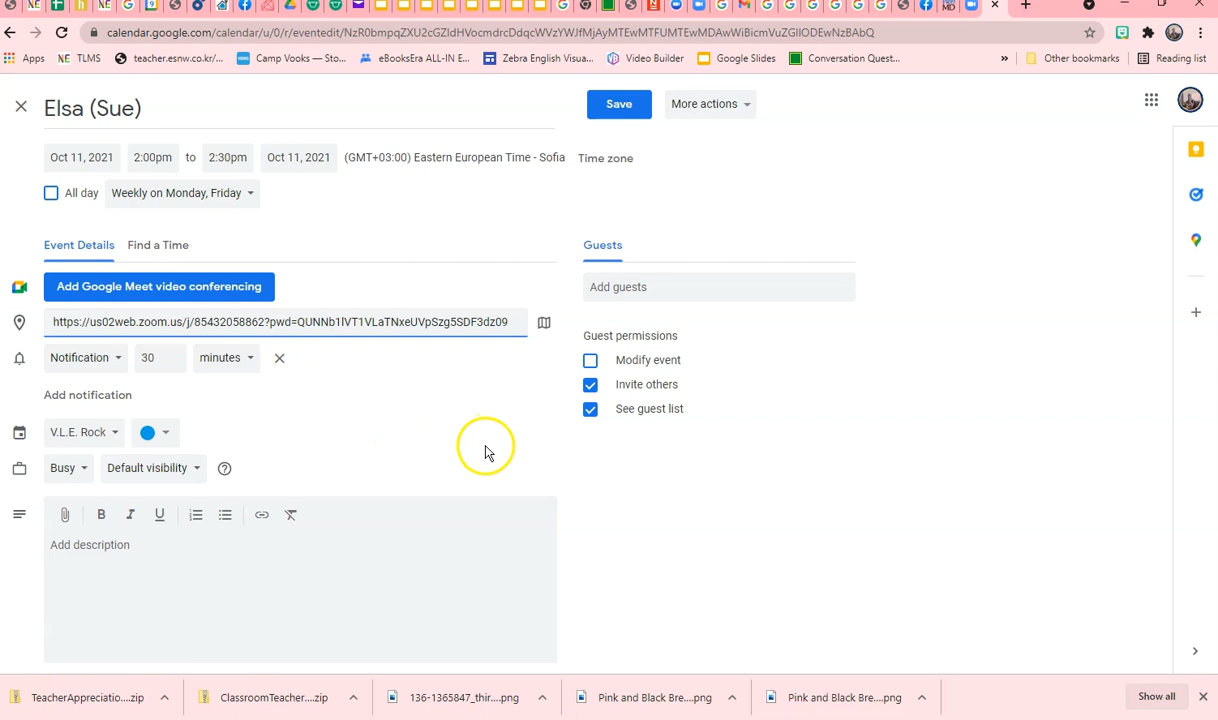 calendar.google.com/calendar/u/0/r/eventedit/NzR0bmpqZXU2cGZIdHVocmdrcDdqcWVzYWJfMjAyMTEwMTFUMTEwMDAwWiBicmVuZGIIODEwNzBAbQ
Apps
TLMS
teacher.esnw.co.kr/...
Camp Vooks — Sto...
eBooksEra ALL-IN E...
Zebra English Visua...
Video Builder
Google Slides
Conversation Quest...
»
Other bookmarks
Reading list
Elsa (Sue)
Save
More actions
Oct 11, 2021 2:00pm to 2:30pm Oct 11, 2021 (GMT+03:00) Eastern European Time - Sofia Time zone
All day Weekly on Monday, Friday
Event Details Find a Time
Guests
Add Google Meet video conferencing
Add guests
https://us02web.zoom.us/j/85432058862?pwd=QUNNb1lVT1VLaTNxeUVpSzg5SDF3dz09
Guest permissions
Notification 30 minutes
Modify event
Invite others
Add notification
See guest list
V.L.E. Rock
Busy Default visibility
B I U
Add description
TeacherAppreciatio....zip
ClassroomTeacher....zip
136-1365847_thir....png
Pink and Black Bre....png
Pink and Black Bre....png
Show all